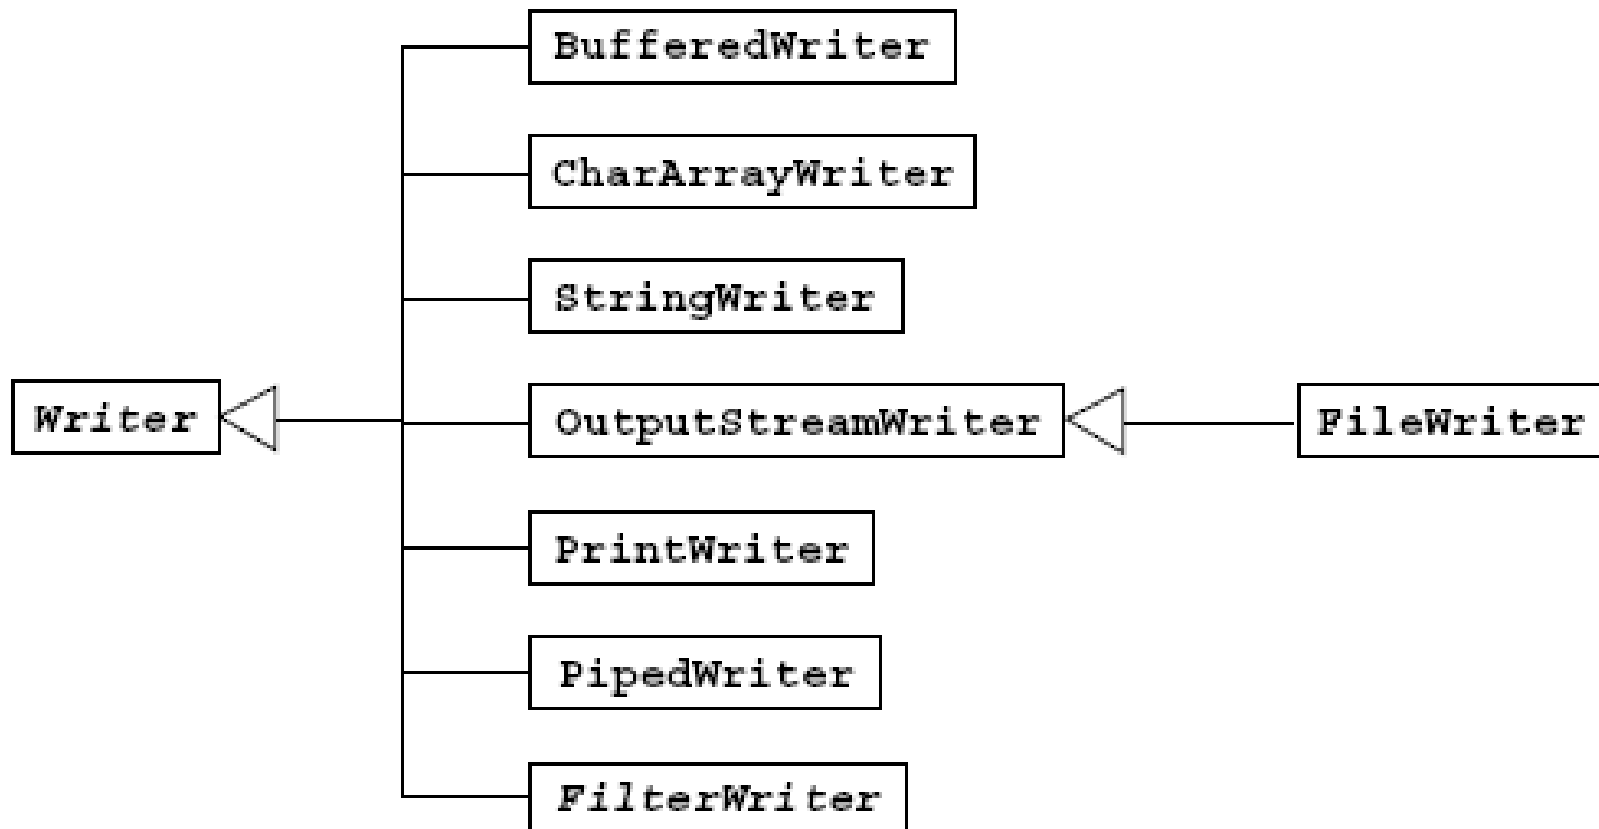 BufferedWriter
CharArrayWriter
StringWriter
Writer
OutputStreamWriter
FileWriter
PrintWriter
PipedWriter
FilterWriter